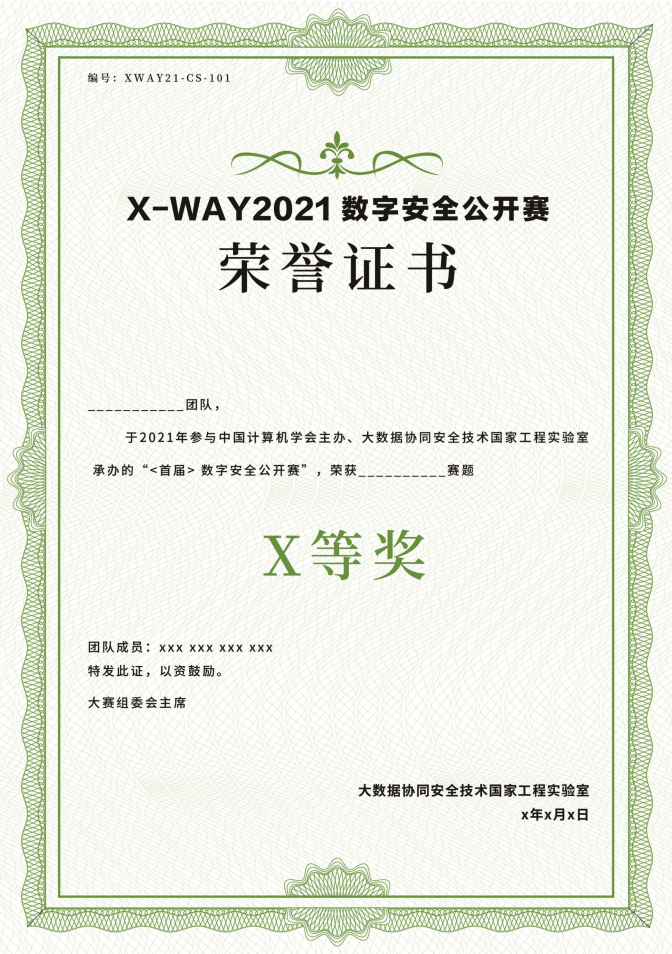 编号：XWAY21-CS-101
X-WAY2021 数字安全公开赛
荣誉证书
___________团队，
于2021年参与中国计算机学会主办、大数据协同安全技术国家工程实验室
承办的“<首届> 数字安全公开赛”，荣获__________赛题
X等奖
团队成员：xxx xxx xxx xxx
特发此证，以资鼓励。
大赛组委会主席
大数据协同安全技术国家工程实验室
x年x月x日